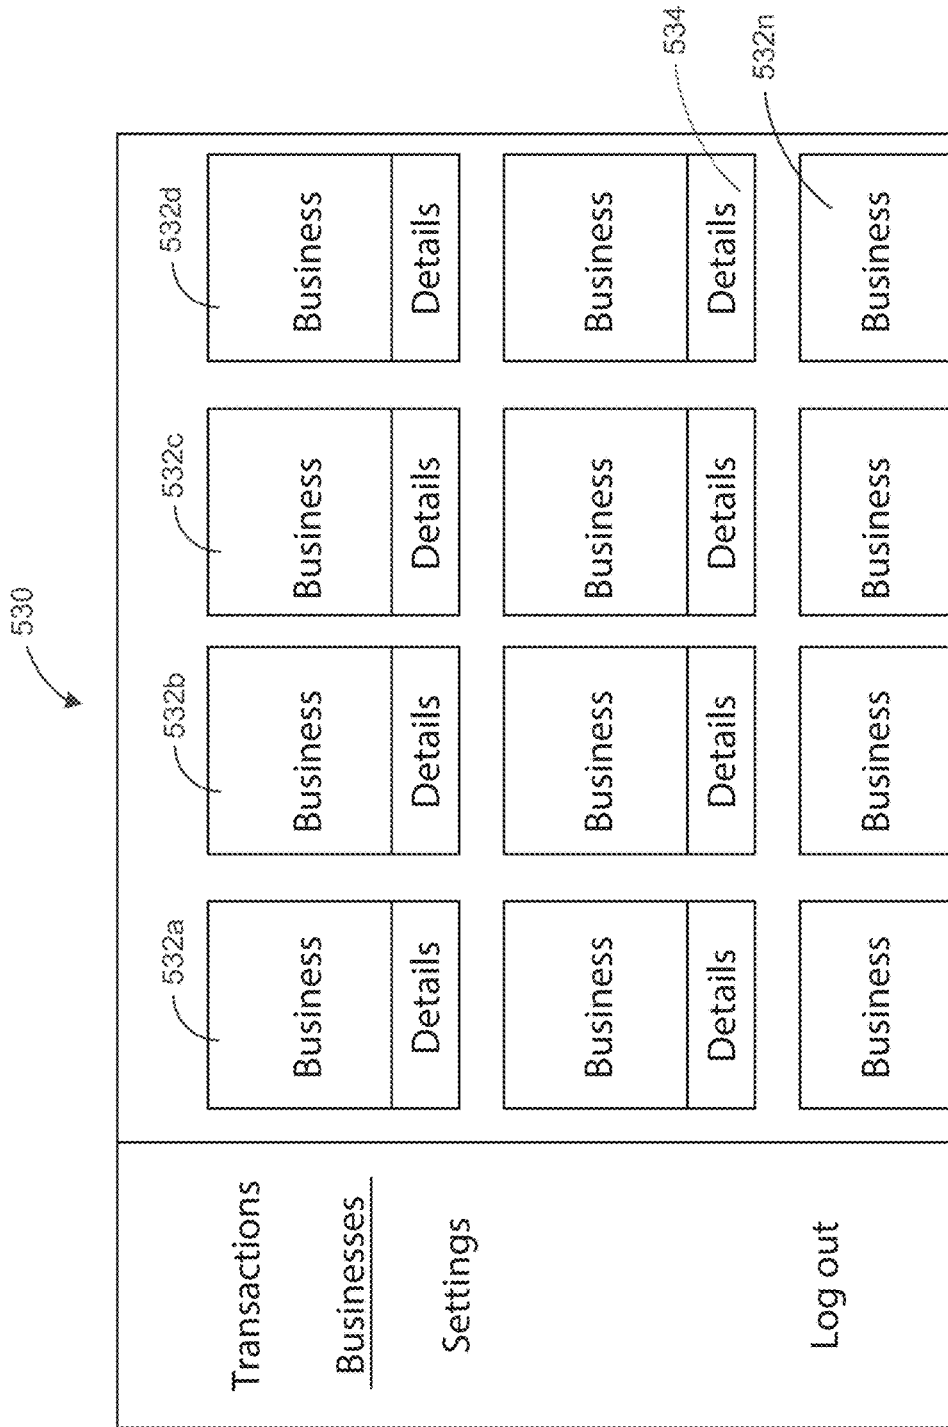 530
532a 532b 532c 532d
Transactions
Businesses
Settings
Log out
Business Business Business Business
Details Details Details Details
Business Business Business Business
Details Details Details Details
534
Business Business Business Business
532n